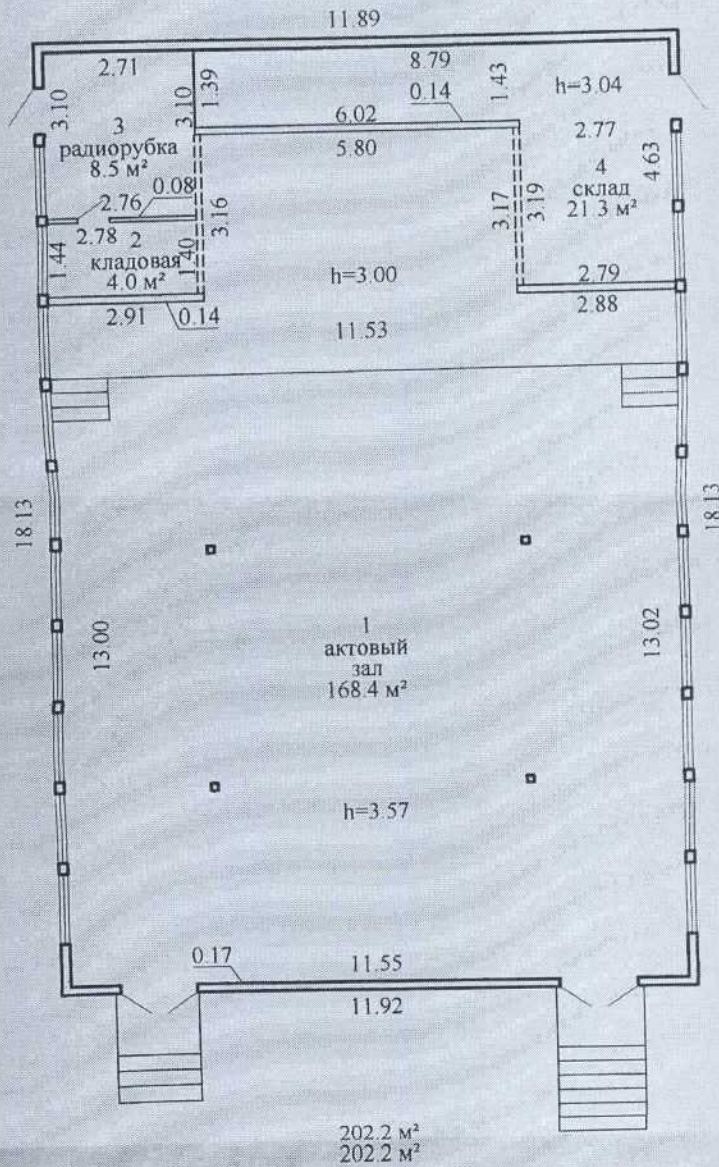 11.89
2.71
8.79
3.10
3.10
1.39
1.43
h=3.04
0.14
6.02
5.80
2.77
3
радиорубка
8.5 м²
4
склад
21.3 м²
4.63
2.76
0.08
3.16
3.17
3.19
2.78
2
кладовая
4.0 м²
1.44
1.40
h=3.00
2.79
2.91
0.14
2.88
11.53
18.13
18.13
13.00
1
актовый
зал
168.4 м²
13.02
h=3.57
0.17
11.55
11.92
202.2 м²
202.2 м²